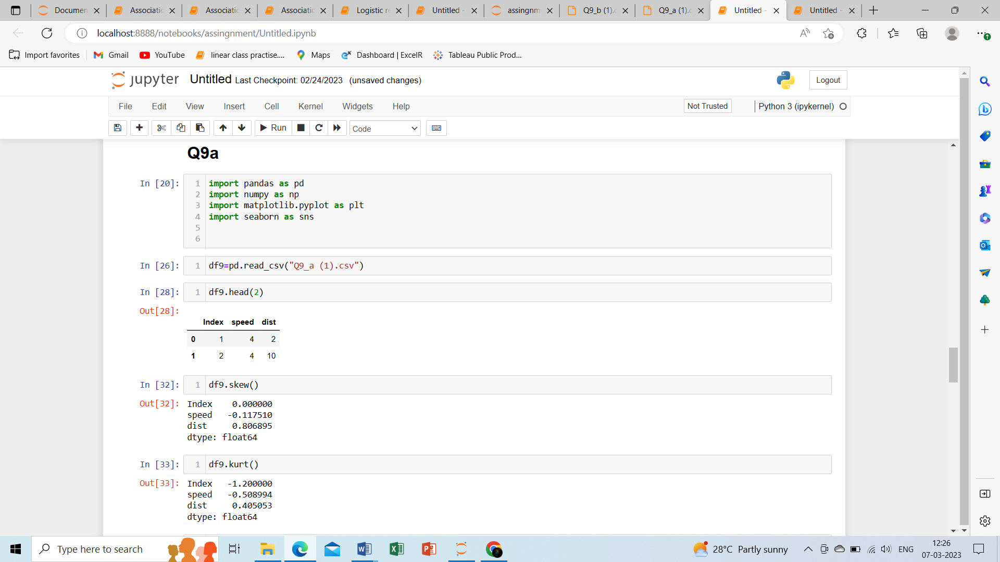 Documen
Associatic
Associatic
Associatic
Logistic re
Untitled -
assingnm
Q9_b (1).c
Q9_a (1).c
Untitled -
Untitled -
localhost:8888/notebooks/assingnment/Untitled.ipynb
Import favorites
Gmail
YouTube
linear class practise....
Maps
Dashboard | ExcelR
Tableau Public Prod...
jupyter Untitled Last Checkpoint: 02/24/2023 (unsaved changes)
Logout
File Edit View Insert Cell Kernel Widgets Help
Not Trusted
Python 3 (ipykernel)
Run
Code
Q9a
In [20]:
1 import pandas as pd
2 import numpy as np
3 import matplotlib.pyplot as plt
4 import seaborn as sns
5
6
In [26]: 1 df9=pd.read_csv("Q9_a (1).csv")
In [28]: 1 df9.head(2)
Out[28]:
Index speed dist
0 1 4 2
1 2 4 10
In [32]: 1 df9.skew()
Out[32]: Index 0.000000
speed -0.117510
dist 0.806895
dtype: float64
In [33]: 1 df9.kurt()
Out[33]: Index -1.200000
speed -0.508994
dist 0.405053
dtype: float64
Type here to search
28°C Partly sunny
ENG
12:26
07-03-2023